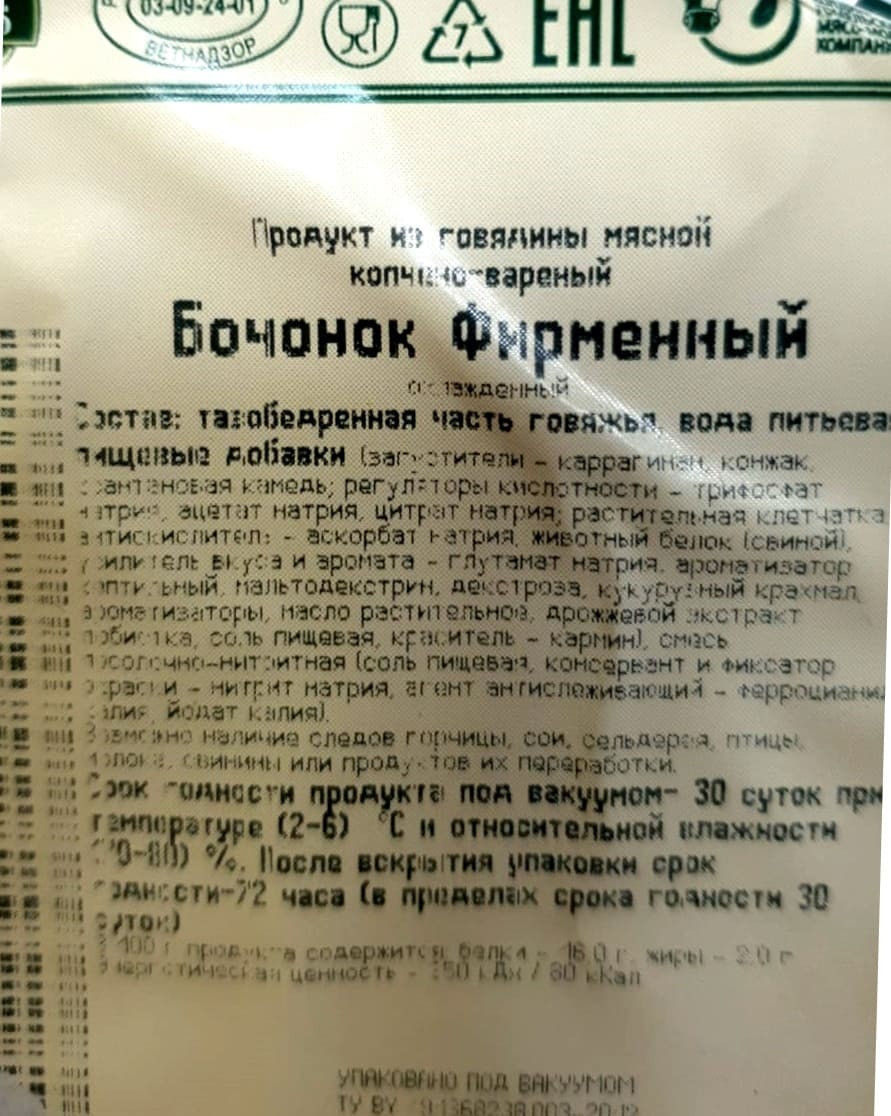 03-09-24-01
ВЕТНАДЗОР
7
EAC
КОМПАН
Продукт из говядины мясной
копчено-вареный
Бочонок Фирменный
охлажденный
Состав: тазобедренная часть говяжья, вода питьевая
пищевые добавки (загустители - каррагинан, конжак,
ксантановая камедь; регуляторы кислотности - трифосфат
натрия, ацетат натрия, цитрат натрия; растительная клетчатка
антиокислитель: - аскорбат натрия, животный белок (свиной),
усилитель вкуса и аромата - глутамат натрия, ароматизатор
коптильный, мальтодекстрин, декстроза, кукурузный крахмал,
ароматизаторы, масло растительное, дрожжевой экстракт
соль пищевая, краситель - кармин), смесь
посолочно-нитритная (соль пищевая, консервант и фиксатор
окраски - нитрит натрия, агент антислеживающий - ферроцианид
калия, йодат калия).
Возможно наличие следов горчицы, сои, сельдерея, птицы,
молока, свинины или продуктов их переработки.
Срок годности продукта под вакуумом- 30 суток при
температуре (2-6) °С и относительной влажности
%. После вскрытия упаковки срок
годности-72 часа (в пределах срока годности 30
суток)
В 100 г продукта содержится белка - 16.0 г, жиры - 2.0 г
Энергетическая ценность - кДж / 80 кКал
УПАКОВАНО ПОД ВАКУУМОМ
ТУ BY